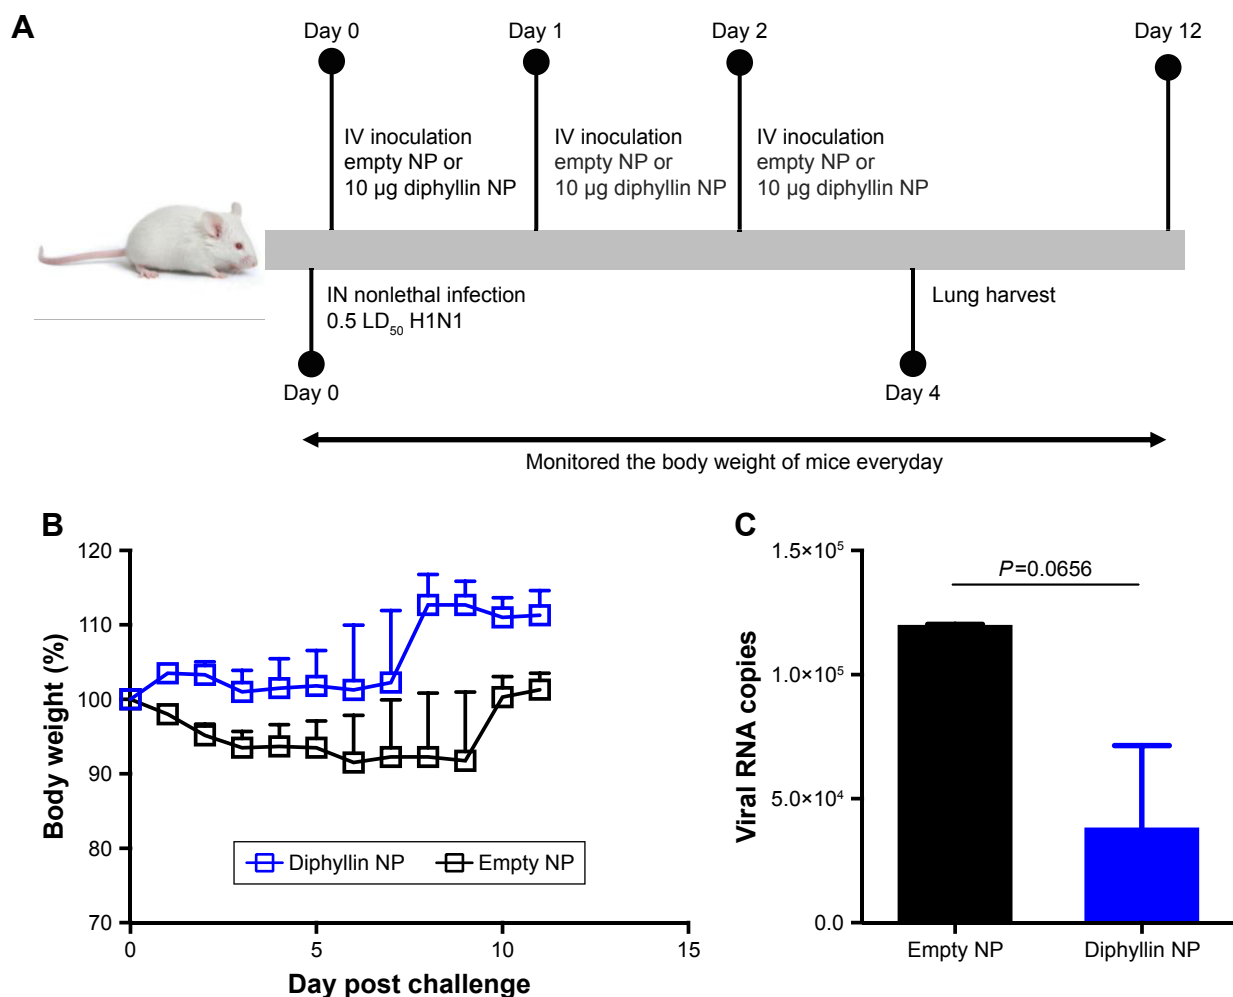 A
Day 0
Day 1
Day 2
Day 12
IV inoculation
empty NP or
10 µg diphyllin NP
IV inoculation
empty NP or
10 µg diphyllin NP
IV inoculation
empty NP or
10 µg diphyllin NP
IN nonlethal infection
0.5 LD50 H1N1
Lung harvest
Day 0
Day 4
Monitored the body weight of mice everyday
B
Body weight (%)
120
110
100
90
80
70
Diphyllin NP
Empty NP
0
5
10
15
Day post challenge
C
Viral RNA copies
1.5×10⁵
1.0×10⁵
5.0×10⁴
0.0
P=0.0656
Empty NP
Diphyllin NP